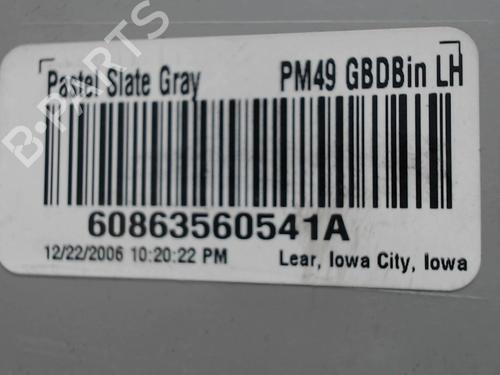 Pastel Slate Gray PM49 GBDBin LH
60863560541A
12/22/2006 10:20:22 PM Lear, Iowa City, Iowa
B-PARTS